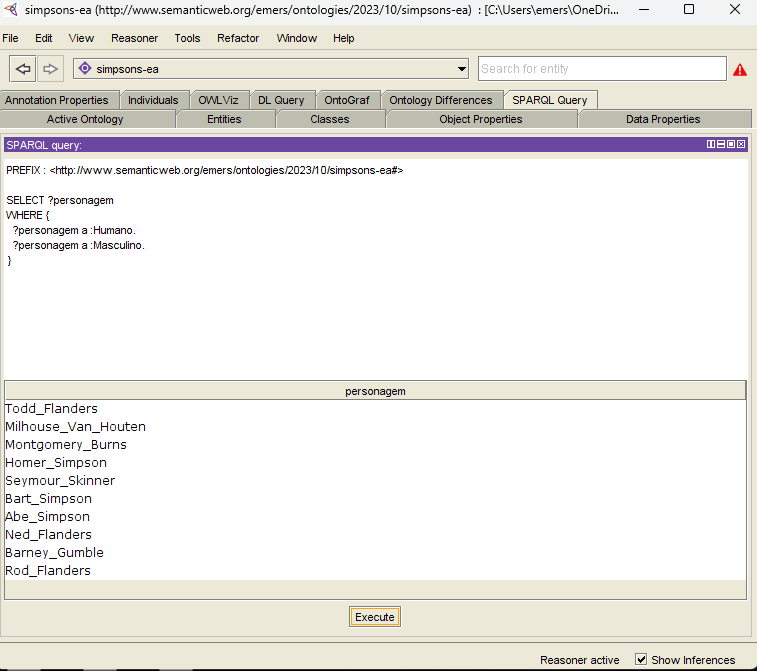 simpsons-ea (http://www.semanticweb.org/emers/ontologies/2023/10/simpsons-ea) : [C:\Users\emers\OneDri...
File Edit View Reasoner Tools Refactor Window Help
simpsons-ea
Search for entity
Annotation Properties Individuals OWLViz DL Query OntoGraf Ontology Differences SPARQL Query
Active Ontology Entities Classes Object Properties Data Properties
SPARQL query:
PREFIX : <http://www.semanticweb.org/emers/ontologies/2023/10/simpsons-ea#>
SELECT ?personagem
WHERE {
?personagem a :Humano.
?personagem a :Masculino.
}
personagem
Todd_Flanders
Milhouse_Van_Houten
Montgomery_Burns
Homer_Simpson
Seymour_Skinner
Bart_Simpson
Abe_Simpson
Ned_Flanders
Barney_Gumble
Rod_Flanders
Execute
Reasoner active Show Inferences